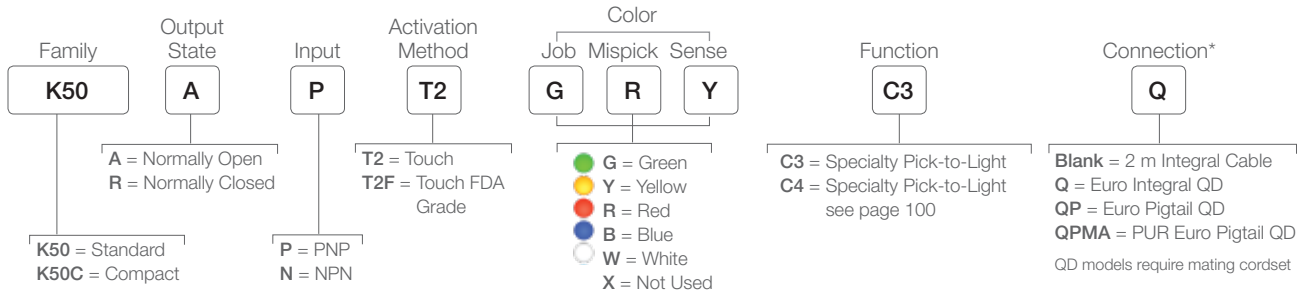 Color
Family
Output State
Input
Activation Method
Job
Mispick
Sense
Function
Connection*
K50
A
P
T2
G
R
Y
C3
Q
K50 = Standard
K50C = Compact
A = Normally Open
R = Normally Closed
P = PNP
N = NPN
T2 = Touch
T2F = Touch FDA
Grade
G = Green
Y = Yellow
R = Red
B = Blue
W = White
X = Not Used
C3 = Specialty Pick-to-Light
C4 = Specialty Pick-to-Light
see page 100
Blank = 2 m Integral Cable
Q = Euro Integral QD
QP = Euro Pigtail QD
QPMA = PUR Euro Pigtail QD
QD models require mating cordset